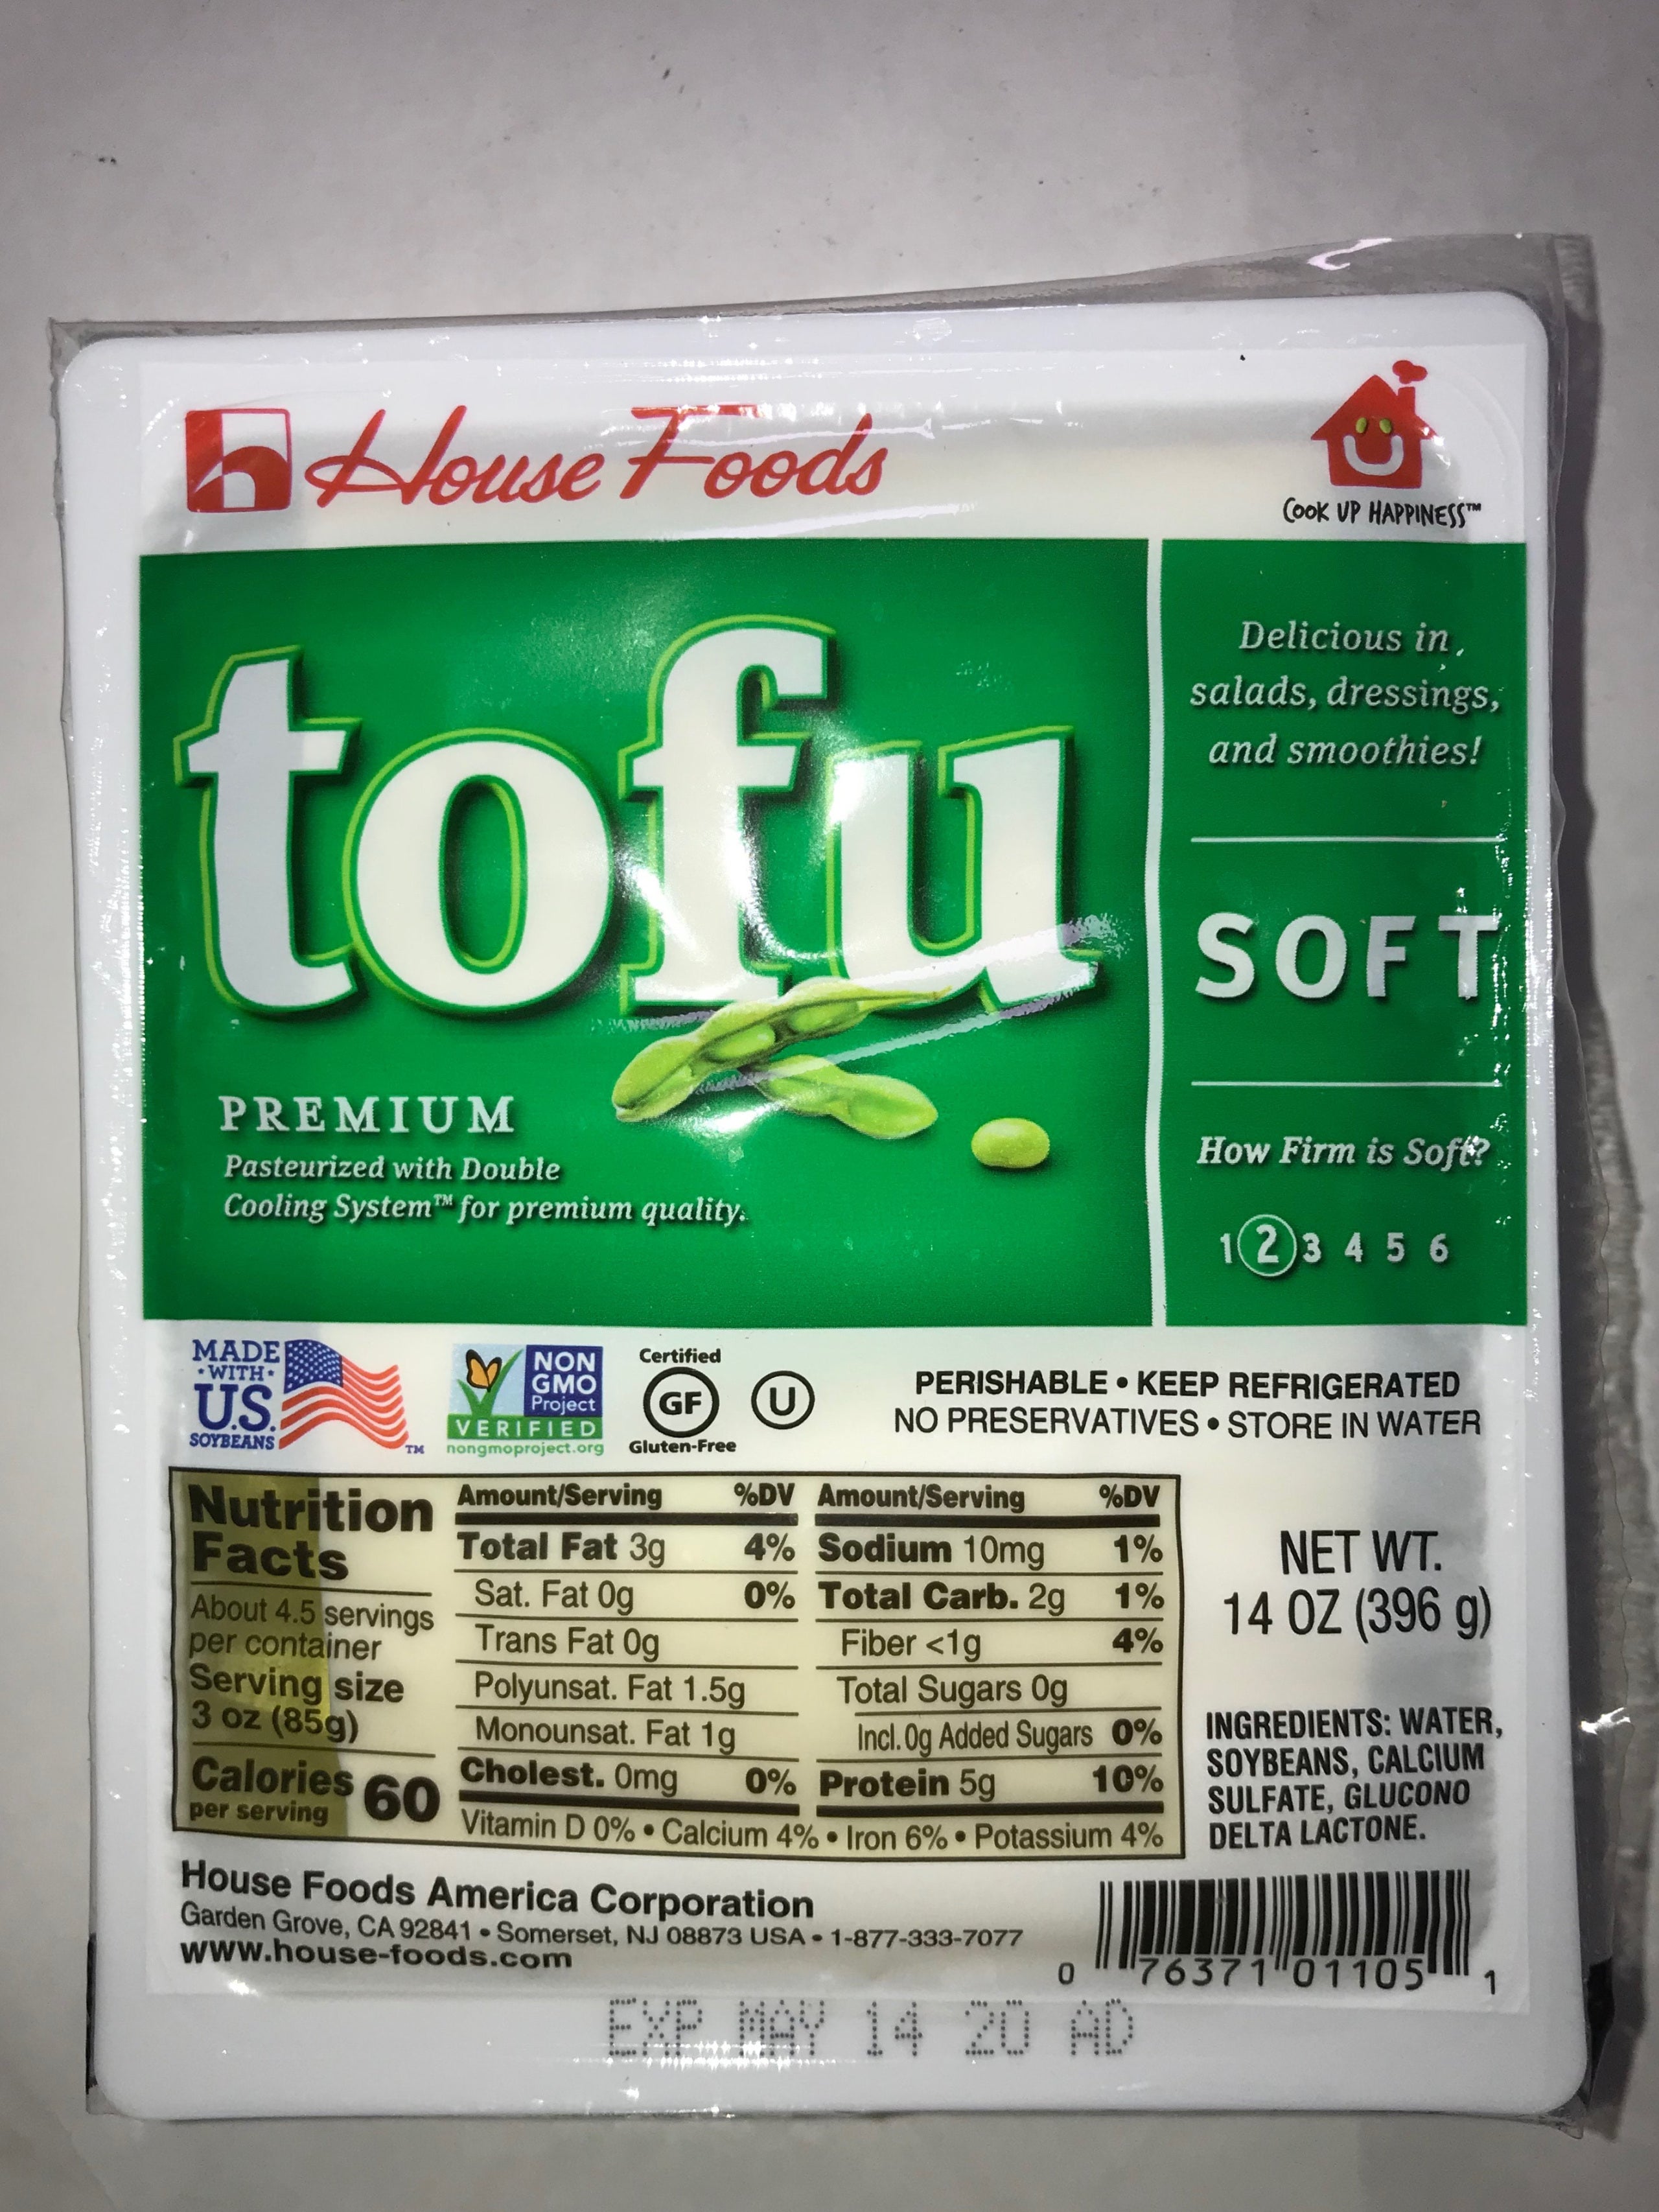 House Foods
COOK UP HAPPINESS™
tofu
PREMIUM
Pasteurized with Double
Cooling System™ for premium quality.
Delicious in
salads, dressings,
and smoothies!
SOFT
How Firm is Soft?
1 2 3 4 5 6
MADE
• WITH •
U.S.
SOYBEANS
TM
NON
GMO
Project
VERIFIED
nongmoproject.org
Certified
GF
Gluten-Free
U
PERISHABLE • KEEP REFRIGERATED
NO PRESERVATIVES • STORE IN WATER
Nutrition
Facts
About 4.5 servings
per container
Serving size
3 oz (85g)
Calories 60
per serving
Amount/Serving %DV
Total Fat 3g 4%
Sat. Fat 0g 0%
Trans Fat 0g
Polyunsat. Fat 1.5g
Monounsat. Fat 1g
Cholest. 0mg 0%
Amount/Serving %DV
Sodium 10mg 1%
Total Carb. 2g 1%
Fiber <1g 4%
Total Sugars 0g
Incl. 0g Added Sugars 0%
Protein 5g 10%
Vitamin D 0% • Calcium 4% • Iron 6% • Potassium 4%
NET WT.
14 OZ (396 g)
INGREDIENTS: WATER,
SOYBEANS, CALCIUM
SULFATE, GLUCONO
DELTA LACTONE.
House Foods America Corporation
Garden Grove, CA 92841 • Somerset, NJ 08873 USA • 1-877-333-7077
www.house-foods.com
0 76371 01105 1
EXP MAY 14 20 AD